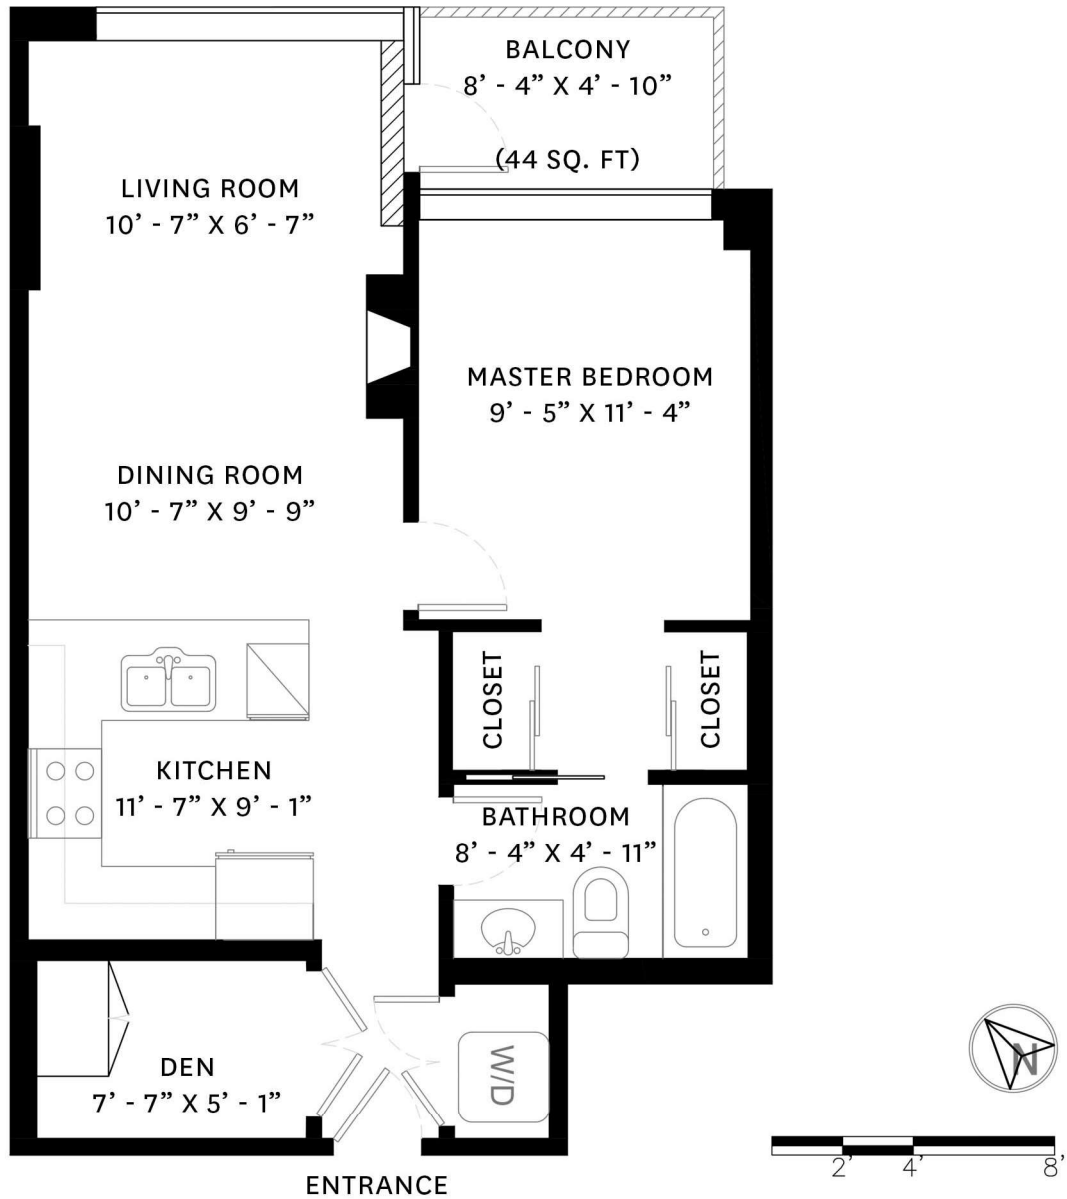 BALCONY
8’ - 4” X 4’ - 10”
(44 SQ. FT)
LIVING ROOM
10’ - 7” X 6’ - 7”
MASTER BEDROOM
9’ - 5” X 11’ - 4”
DINING ROOM
10’ - 7” X 9’ - 9”
CLOSET
CLOSET
KITCHEN
11’ - 7” X 9’ - 1”
BATHROOM
8’ - 4” X 4’ - 11”
DEN
7’ - 7” X 5’ - 1”
W/D
N
2’ 4’ 8’
ENTRANCE